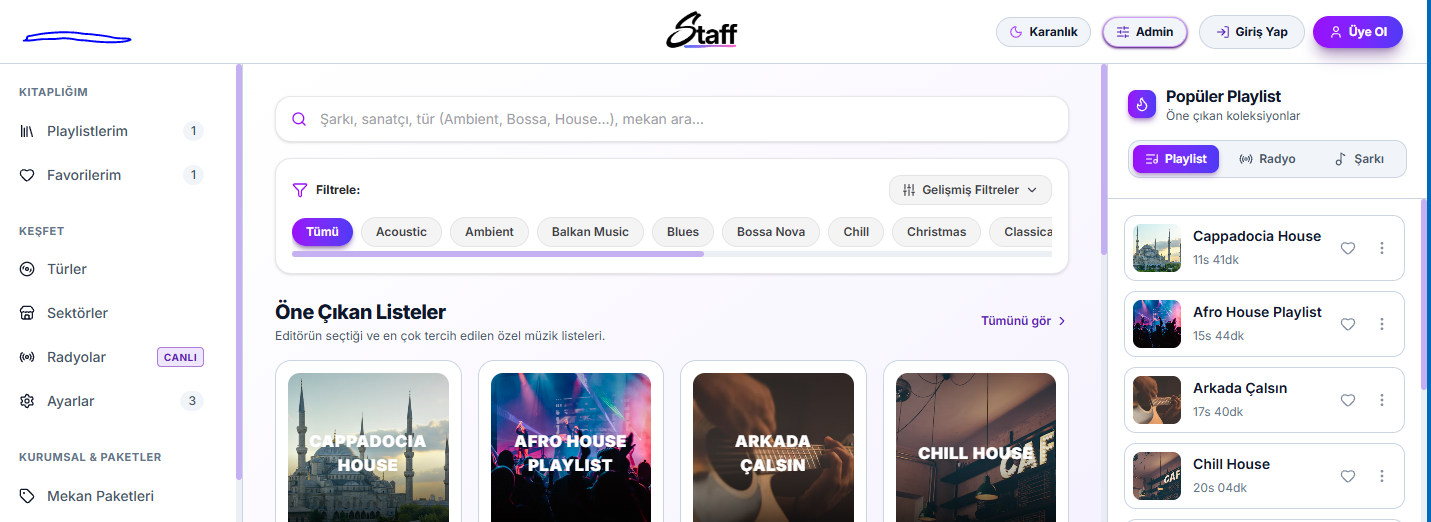 Staff
Karanlık
Admin
Giriş Yap
Üye Ol
KITAPLIĞIM
Playlistlerim 1
Favorilerim 1
KEŞFET
Türler
Sektörler
Radyolar CANLI
Ayarlar 3
KURUMSAL & PAKETLER
Mekan Paketleri
Şarkı, sanatçı, tür (Ambient, Bossa, House...), mekan ara...
Filtrele:
Gelişmiş Filtreler
Tümü Acoustic Ambient Balkan Music Blues Bossa Nova Chill Christmas Classica
Öne Çıkan Listeler
Editörün seçtiği ve en çok tercih edilen özel müzik listeleri.
Tümünü gör
CAPPADOCIA
HOUSE
AFRO HOUSE
PLAYLIST
ARKADA
ÇALSIN
CHILL HOUSE
CAF
Popüler Playlist
Öne çıkan koleksiyonlar
Playlist Radyo Şarkı
Cappadocia House
11s 41dk
Afro House Playlist
15s 44dk
Arkada Çalsın
17s 40dk
Chill House
20s 04dk